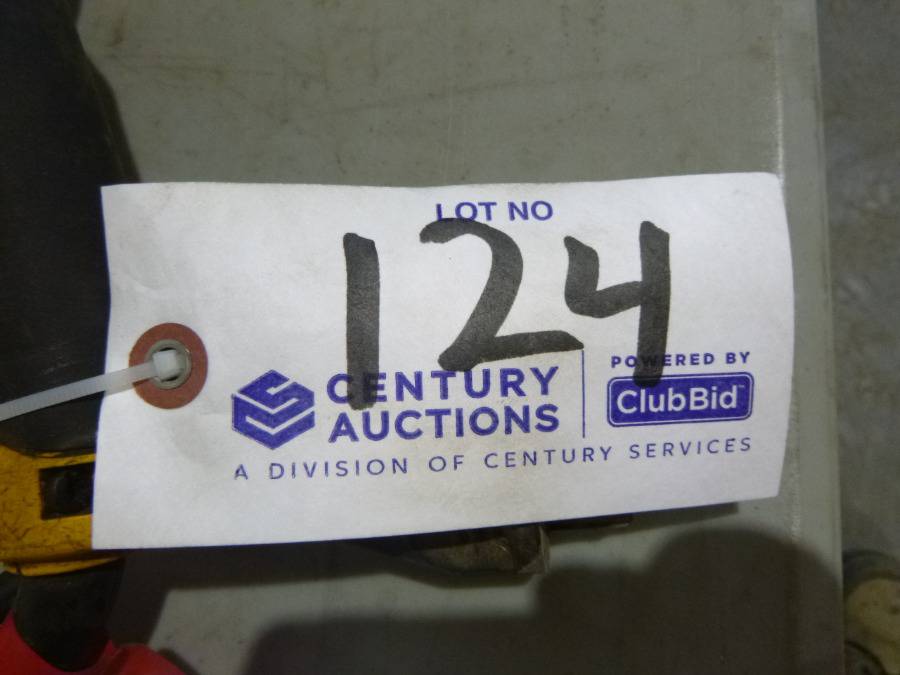 LOT NO
124
CENTURY
AUCTIONS
POWERED BY
ClubBid
A DIVISION OF CENTURY SERVICES